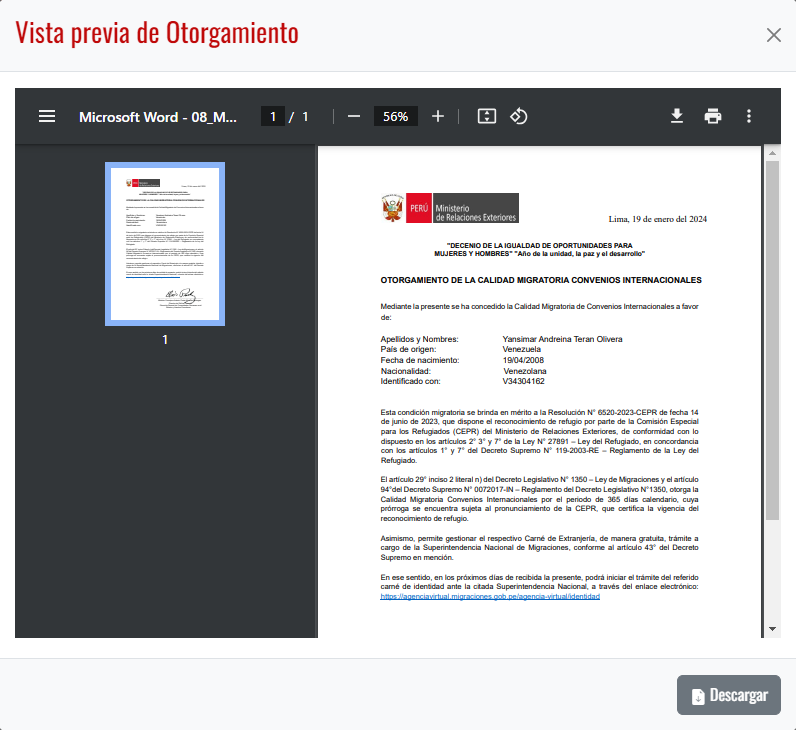 Vista previa de Otorgamiento
Microsoft Word - 08_M...
1 / 1
56%
1
PERÚ
Ministerio
de Relaciones Exteriores
Lima, 19 de enero del 2024
"DECENIO DE LA IGUALDAD DE OPORTUNIDADES PARA
MUJERES Y HOMBRES" "Año de la unidad, la paz y el desarrollo"
OTORGAMIENTO DE LA CALIDAD MIGRATORIA CONVENIOS INTERNACIONALES
Mediante la presente se ha concedido la Calidad Migratoria de Convenios Internacionales a favor
de:
Apellidos y Nombres: Yansimar Andreina Teran Olivera
País de origen: Venezuela
Fecha de nacimiento: 19/04/2008
Nacionalidad: Venezolana
Identificado con: V34304162
Esta condición migratoria se brinda en mérito a la Resolución N° 6520-2023-CEPR de fecha 14
de junio de 2023, que dispone el reconocimiento de refugio por parte de la Comisión Especial
para los Refugiados (CEPR) del Ministerio de Relaciones Exteriores, de conformidad con lo
dispuesto en los artículos 2° 3° y 7° de la Ley N° 27891 – Ley del Refugiado, en concordancia
con los artículos 1° y 7° del Decreto Supremo N° 119-2003-RE – Reglamento de la Ley del
Refugiado.
El artículo 29° inciso 2 literal n) del Decreto Legislativo N° 1350 – Ley de Migraciones y el artículo
94°del Decreto Supremo N° 0072017-IN – Reglamento del Decreto Legislativo N°1350, otorga la
Calidad Migratoria Convenios Internacionales por el periodo de 365 días calendario, cuya
prórroga se encuentra sujeta al pronunciamiento de la CEPR, que certifica la vigencia del
reconocimiento de refugio.
Asimismo, permite gestionar el respectivo Carné de Extranjería, de manera gratuita, trámite a
cargo de la Superintendencia Nacional de Migraciones, conforme al artículo 43° del Decreto
Supremo en mención.
En ese sentido, en los próximos días de recibida la presente, podrá iniciar el trámite del referido
carné de identidad ante la citada Superintendencia Nacional, a través del enlace electrónico:
https://agenciavirtual.migraciones.gob.pe/agencia-virtual/identidad
Descargar